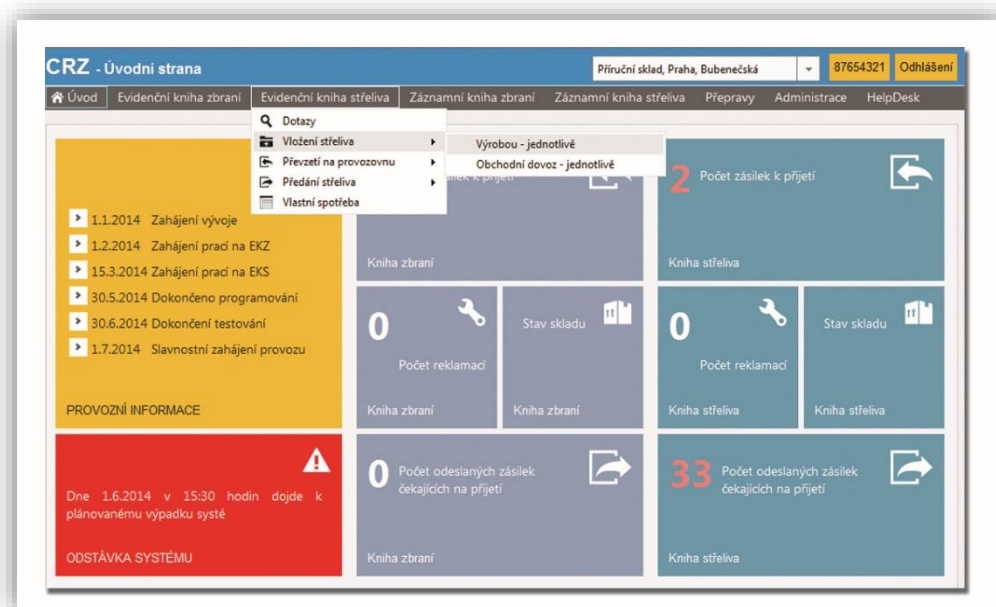 CRZ - Úvodní strana
Příruční sklad, Praha, Bubenečská
87654321
Odhlášení
Úvod
Evidenční kniha zbraní
Evidenční kniha střeliva
Záznamní kniha zbraní
Záznamní kniha střeliva
Přepravy
Administrace
HelpDesk
Dotazy
Vložení střeliva
Převzetí na provozovnu
Předání střeliva
Vlastní spotřeba
Výrobou - jednotlivě
Obchodní dovoz - jednotlivě
1.1.2014 Zahájení vývoje
1.2.2014 Zahájení prací na EKZ
15.3.2014 Zahájení prací na EKS
30.5.2014 Dokončeno programování
30.6.2014 Dokončení testování
1.7.2014 Slavnostní zahájení provozu
PROVOZNÍ INFORMACE
Kniha zbraní
2 Počet zásilek k přijetí
Kniha střeliva
0
Počet reklamací
Kniha zbraní
Stav skladu
Kniha zbraní
0
Počet reklamací
Kniha střeliva
Stav skladu
Kniha střeliva
Dne 1.6.2014 v 15:30 hodin dojde k
plánovanému výpadku systé
ODSTÁVKA SYSTÉMU
0 Počet odeslaných zásilek
čekajících na přijetí
Kniha zbraní
33 Počet odeslaných zásilek
čekajících na přijetí
Kniha střeliva